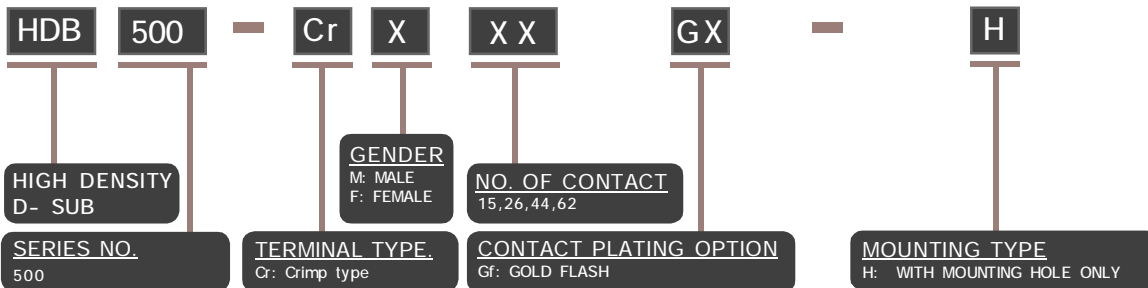 HDB 500 - Cr X XX GX - H
HIGH DENSITY
D- SUB
SERIES NO.
500
TERMINAL TYPE.
Cr: Crimp type
GENDER
M: MALE
F: FEMALE
NO. OF CONTACT
15,26,44,62
CONTACT PLATING OPTION
Gf: GOLD FLASH
MOUNTING TYPE
H: WITH MOUNTING HOLE ONLY